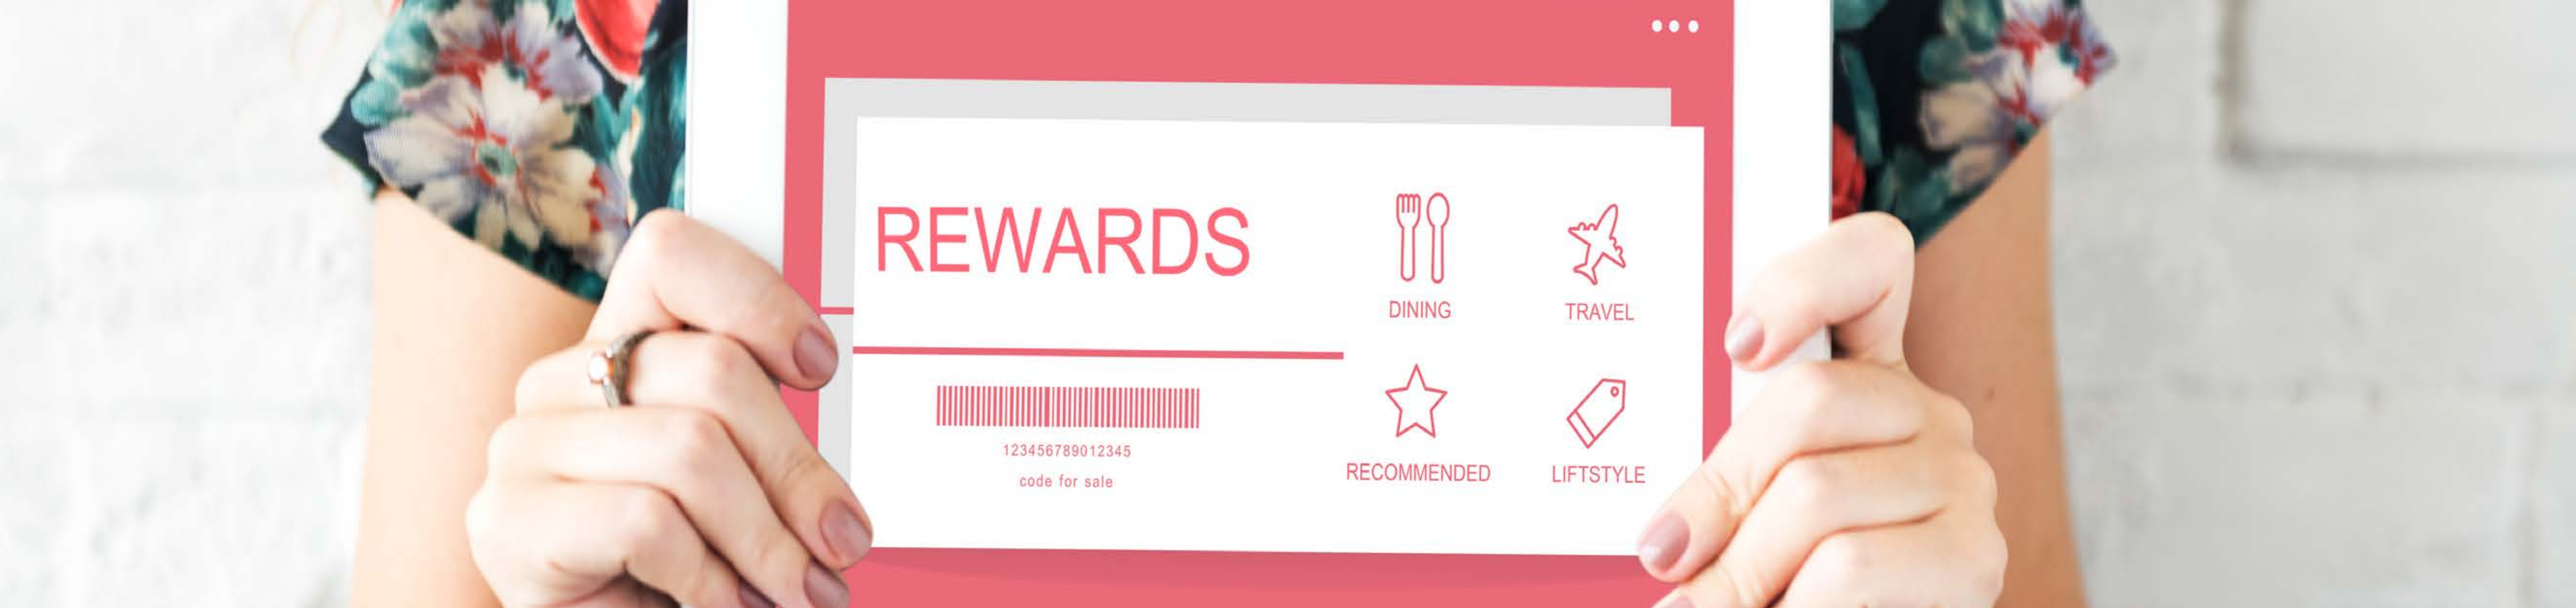 REWARDS
123456789012345
code for sale
DINING
TRAVEL
RECOMMENDED
LIFTSTYLE